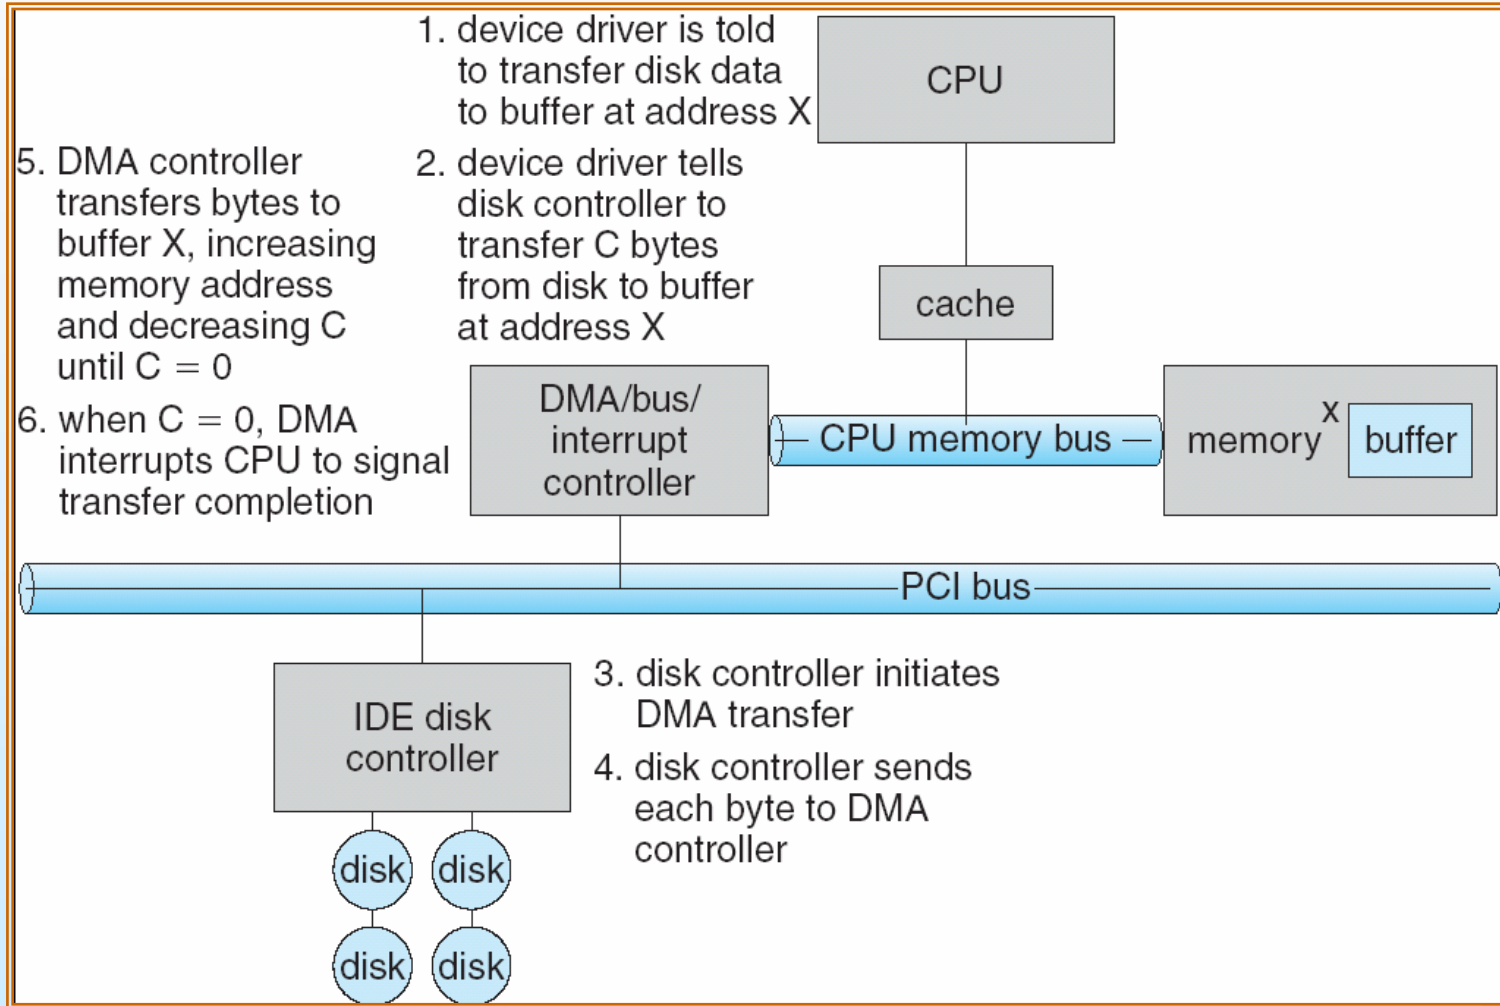 1. device driver is told
to transfer disk data
to buffer at address X
CPU
5. DMA controller
transfers bytes to
buffer X, increasing
memory address
and decreasing C
until C = 0
2. device driver tells
disk controller to
transfer C bytes
from disk to buffer
at address X
cache
6. when C = 0, DMA
interrupts CPU to signal
transfer completion
DMA/bus/
interrupt
controller
CPU memory bus
memory
X
buffer
PCI bus
IDE disk
controller
3. disk controller initiates
DMA transfer
4. disk controller sends
each byte to DMA
controller
disk
disk
disk
disk